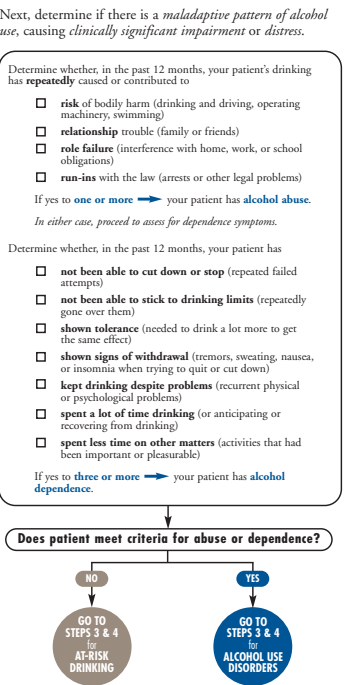 Next, determine if there is a maladaptive pattern of alcohol
use, causing clinically significant impairment or distress.
Determine whether, in the past 12 months, your patient's drinking
has repeatedly caused or contributed to
☐ risk of bodily harm (drinking and driving, operating
machinery, swimming)
☐ relationship trouble (family or friends)
☐ role failure (interference with home, work, or school
obligations)
☐ run-ins with the law (arrests or other legal problems)
If yes to one or more → your patient has alcohol abuse.
In either case, proceed to assess for dependence symptoms.
Determine whether, in the past 12 months, your patient has
☐ not been able to cut down or stop (repeated failed
attempts)
☐ not been able to stick to drinking limits (repeatedly
gone over them)
☐ shown tolerance (needed to drink a lot more to get
the same effect)
☐ shown signs of withdrawal (tremors, sweating, nausea,
or insomnia when trying to quit or cut down)
☐ kept drinking despite problems (recurrent physical
or psychological problems)
☐ spent a lot of time drinking (or anticipating or
recovering from drinking)
☐ spent less time on other matters (activities that had
been important or pleasurable)
If yes to three or more → your patient has alcohol
dependence.
Does patient meet criteria for abuse or dependence?
NO
GO TO
STEPS 3 & 4
for
AT-RISK
DRINKING
YES
GO TO
STEPS 3 & 4
for
ALCOHOL USE
DISORDERS